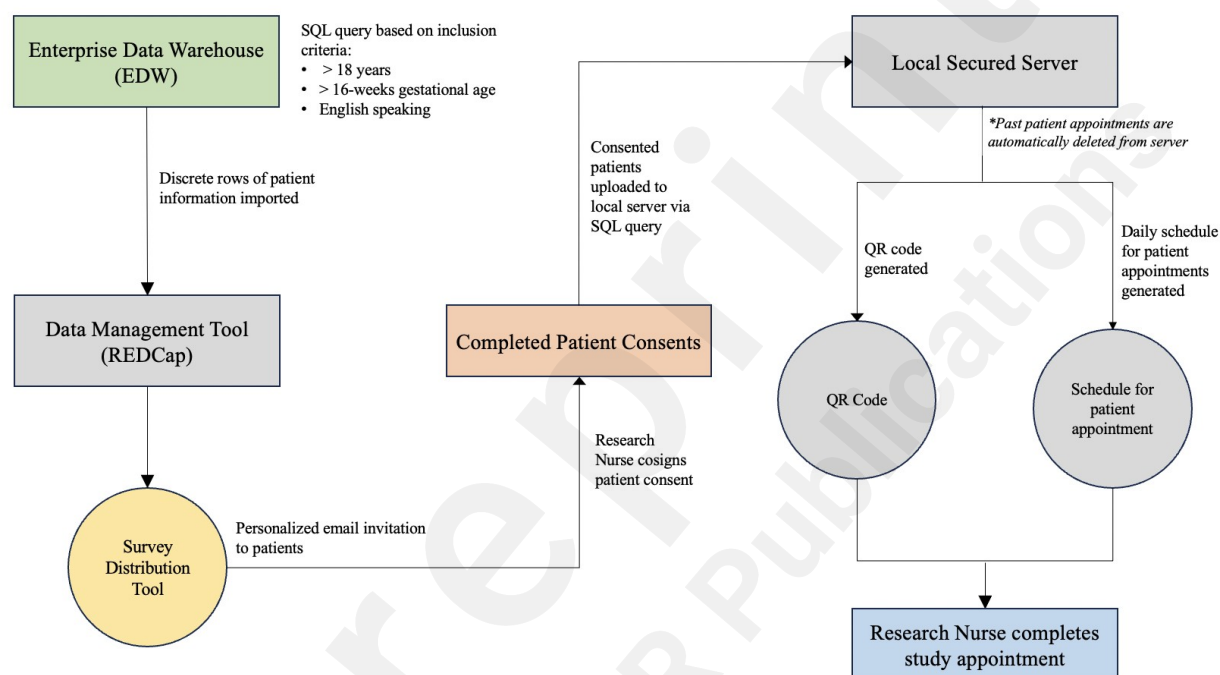 Enterprise Data Warehouse
(EDW)
SQL query based on inclusion
criteria:
• > 18 years
• > 16-weeks gestational age
• English speaking
Discrete rows of patient
information imported
Data Management Tool
(REDCap)
Survey
Distribution
Tool
Personalized email invitation
to patients
Research
Nurse cosigns
patient consent
Completed Patient Consents
Consented
patients
uploaded to
local server via
SQL query
Local Secured Server
*Past patient appointments are
automatically deleted from server
QR code
generated
Daily schedule
for patient
appointments
generated
QR Code
Schedule for
patient
appointment
Research Nurse completes
study appointment
reprint
R Publications